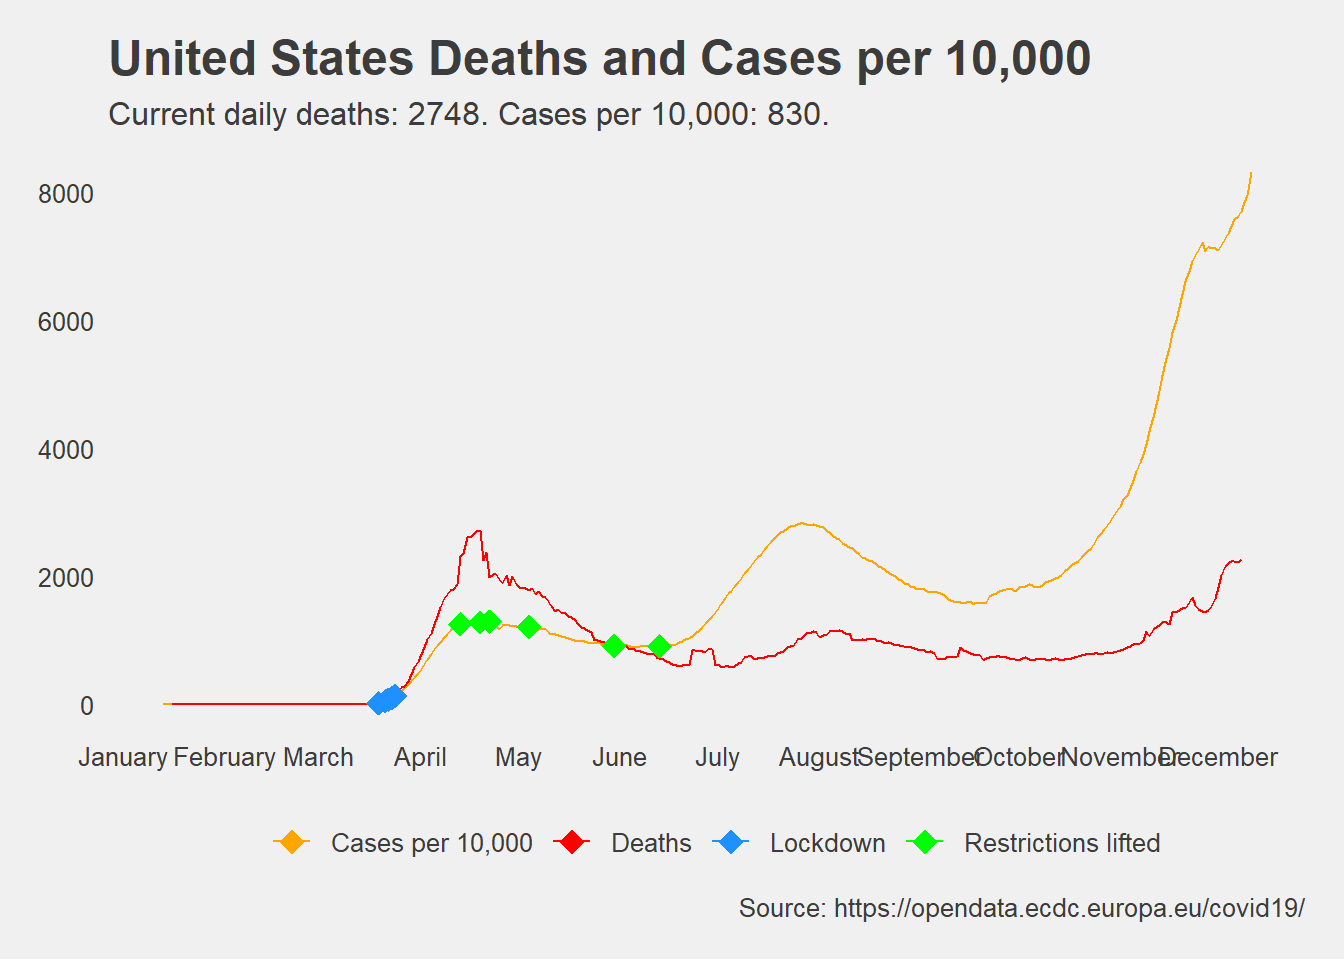 United States Deaths and Cases per 10,000
Current daily deaths: 2748. Cases per 10,000: 830.
8000
6000
4000
2000
0
January February March April May June July August September October November December
Cases per 10,000 Deaths Lockdown Restrictions lifted
Source: https://opendata.ecdc.europa.eu/covid19/